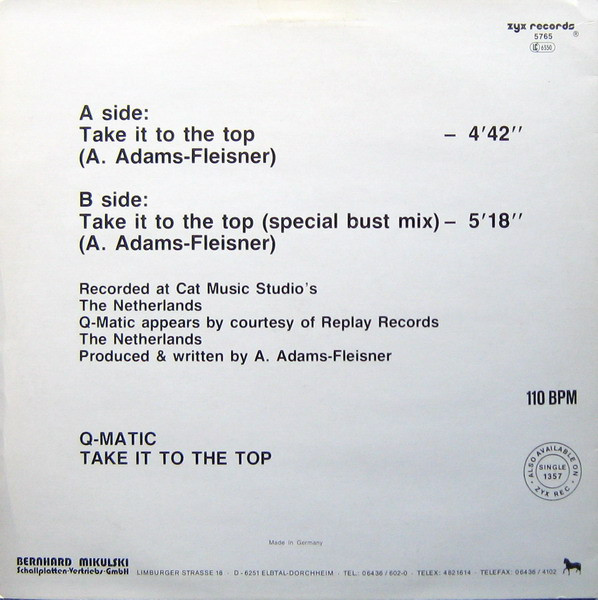 zyx records
5765
®
LC 6350
A side:
Take it to the top – 4'42''
(A. Adams-Fleisner)
B side:
Take it to the top (special bust mix) – 5'18''
(A. Adams-Fleisner)
Recorded at Cat Music Studio's
The Netherlands
Q-Matic appears by courtesy of Replay Records
The Netherlands
Produced & written by A. Adams-Fleisner
110 BPM
Q-MATIC
TAKE IT TO THE TOP
· ALSO AVAILABLE ON · ZYX REC
SINGLE
1357
Made in Germany
BERNHARD MIKULSKI
Schallplatten-Vertriebs-GmbH LIMBURGER STRASSE 18 · D-6251 ELBTAL-DORCHHEIM · TEL.: 06436 / 602-0 · TELEX: 4821614 · TELEFAX: 06436 / 4102